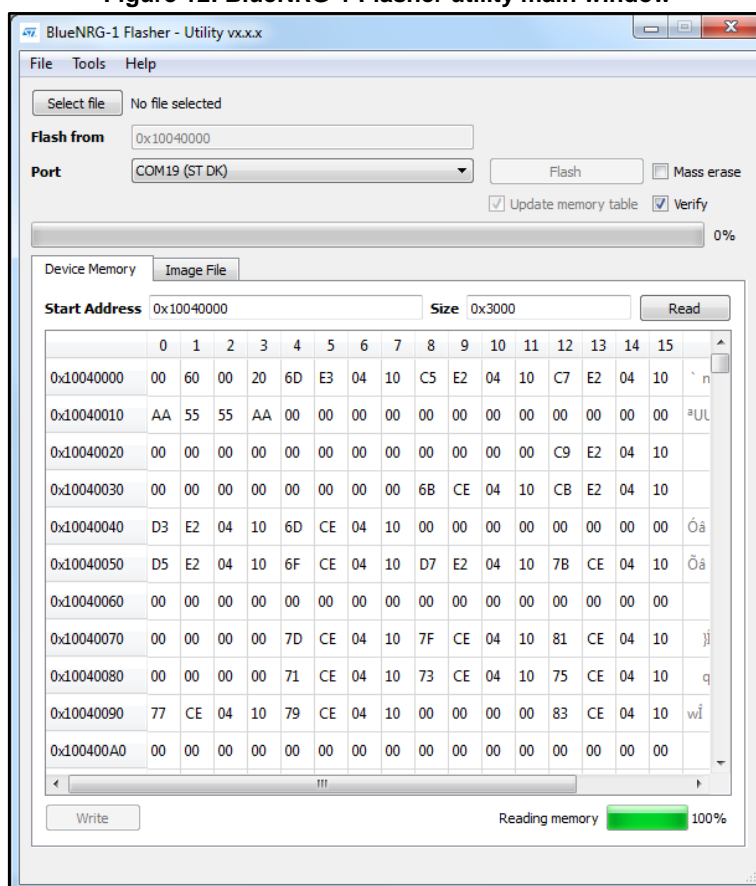 Figure 12: BlueNRG-1 Flasher utility main window
BlueNRG-1 Flasher - Utility vx.x.x
File Tools Help
Select file No file selected
Flash from 0x10040000
Port COM19 (ST DK) Flash Mass erase
Update memory table Verify
0%
Device Memory Image File
Start Address 0x10040000 Size 0x3000 Read
0 1 2 3 4 5 6 7 8 9 10 11 12 13 14 15
0x10040000 00 60 00 20 6D E3 04 10 C5 E2 04 10 C7 E2 04 10 ` n
0x10040010 AA 55 55 AA 00 00 00 00 00 00 00 00 00 00 00 00 ªUU
0x10040020 00 00 00 00 00 00 00 00 00 00 00 00 C9 E2 04 10
0x10040030 00 00 00 00 00 00 00 00 6B CE 04 10 CB E2 04 10
0x10040040 D3 E2 04 10 6D CE 04 10 00 00 00 00 00 00 00 00 Óâ
0x10040050 D5 E2 04 10 6F CE 04 10 D7 E2 04 10 7B CE 04 10 Õâ
0x10040060 00 00 00 00 00 00 00 00 00 00 00 00 00 00 00 00
0x10040070 00 00 00 00 7D CE 04 10 7F CE 04 10 81 CE 04 10 }Î
0x10040080 00 00 00 00 71 CE 04 10 73 CE 04 10 75 CE 04 10 q
0x10040090 77 CE 04 10 79 CE 04 10 00 00 00 00 83 CE 04 10 wÎ
0x100400A0 00 00 00 00 00 00 00 00 00 00 00 00 00 00 00 00
Write Reading memory 100%